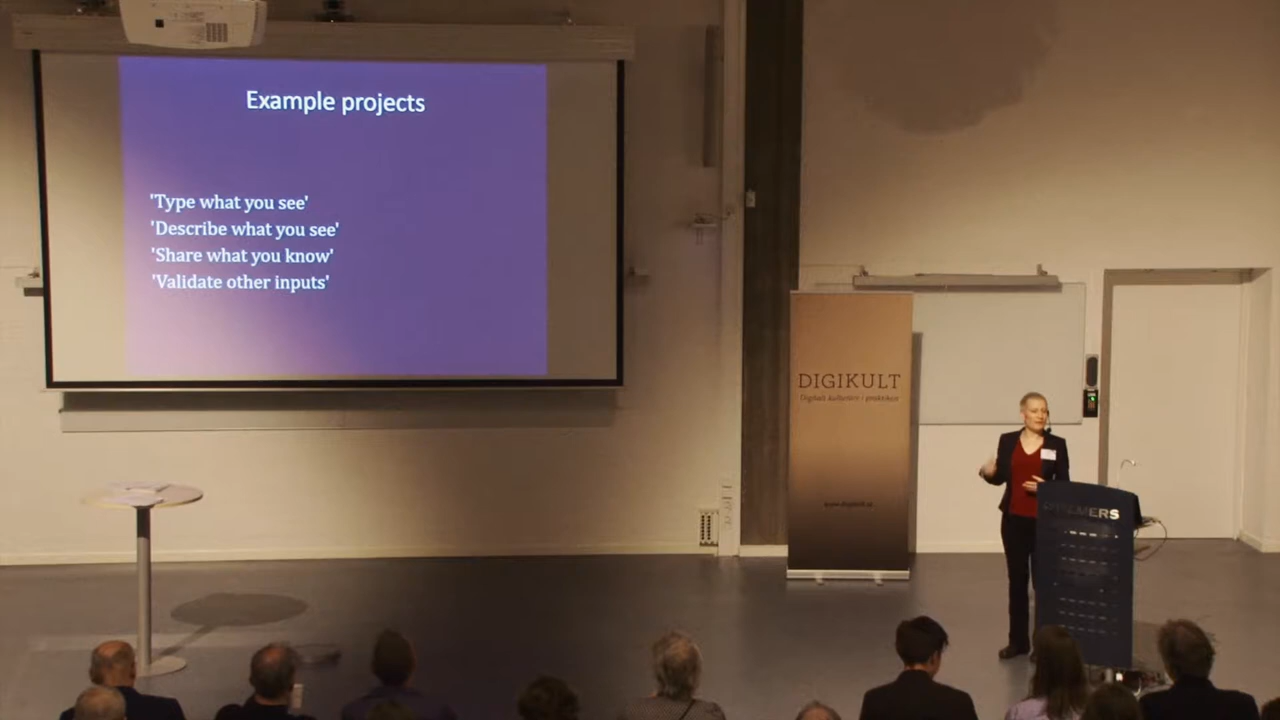 Example projects
'Type what you see'
'Describe what you see'
'Share what you know'
'Validate other inputs'
DIGIKULT
Digitalt kulturarv i praktiken